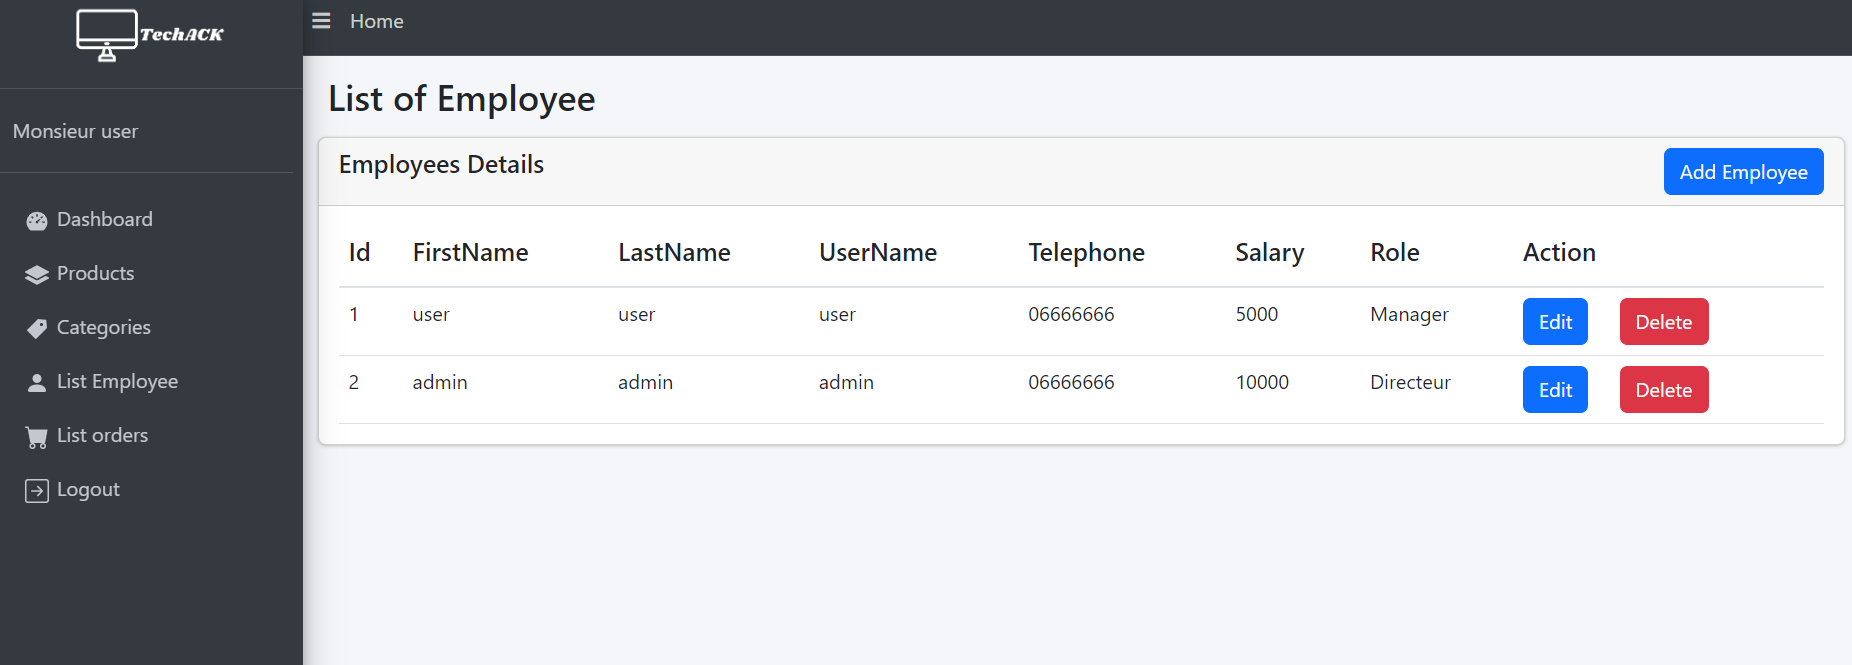 TechACK
Home
Monsieur user
Dashboard
Products
Categories
List Employee
List orders
Logout
List of Employee
Employees Details
Add Employee
Id FirstName LastName UserName Telephone Salary Role Action
1 user user user 06666666 5000 Manager Edit Delete
2 admin admin admin 06666666 10000 Directeur Edit Delete